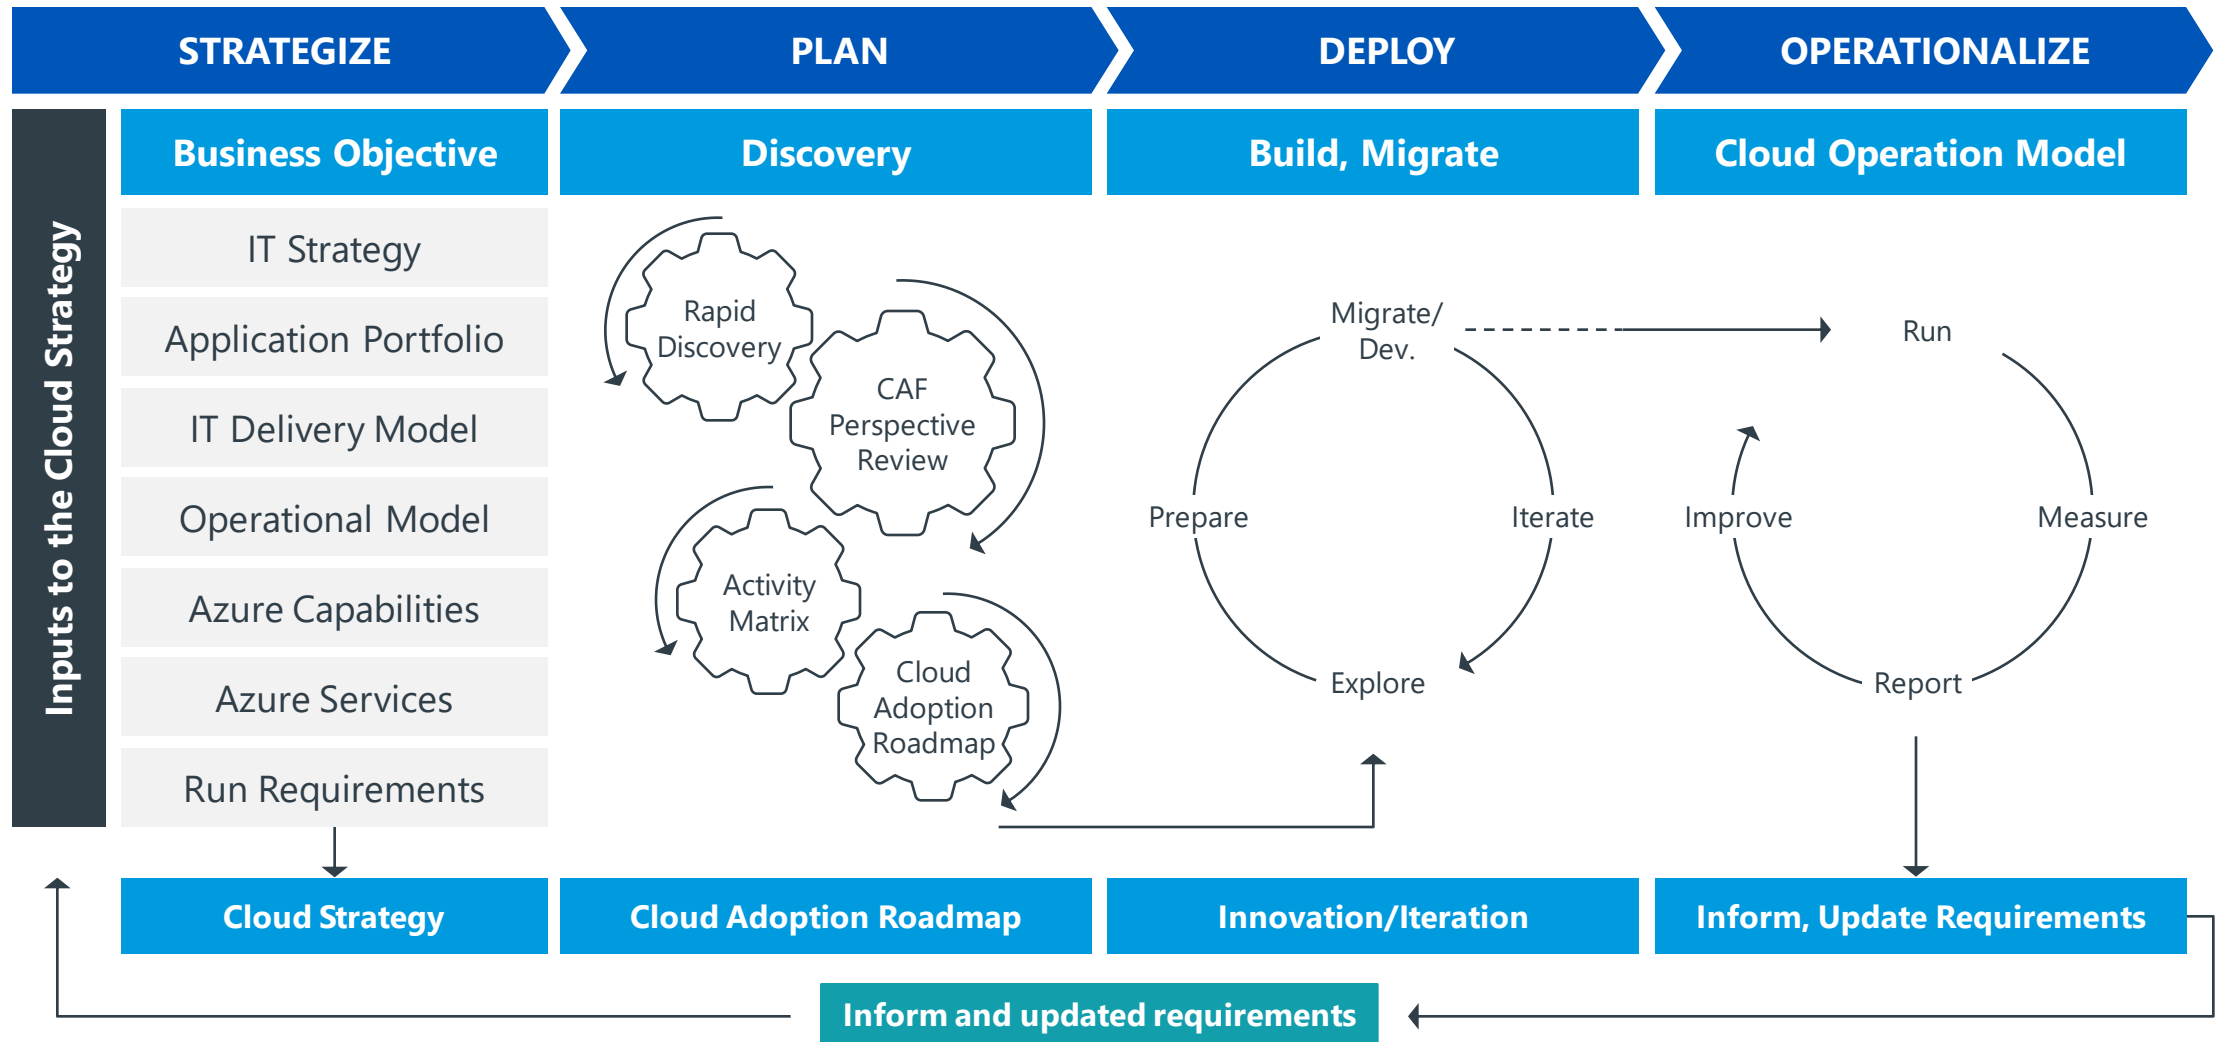 STRATEGIZE
PLAN
DEPLOY
OPERATIONALIZE
Inputs to the Cloud Strategy
Business Objective
Discovery
Build, Migrate
Cloud Operation Model
IT Strategy
Application Portfolio
IT Delivery Model
Operational Model
Azure Capabilities
Azure Services
Run Requirements
Rapid
Discovery
CAF
Perspective
Review
Activity
Matrix
Cloud
Adoption
Roadmap
Migrate/
Dev.
Prepare
Iterate
Explore
Run
Improve
Measure
Report
Cloud Strategy
Cloud Adoption Roadmap
Innovation/Iteration
Inform, Update Requirements
Inform and updated requirements